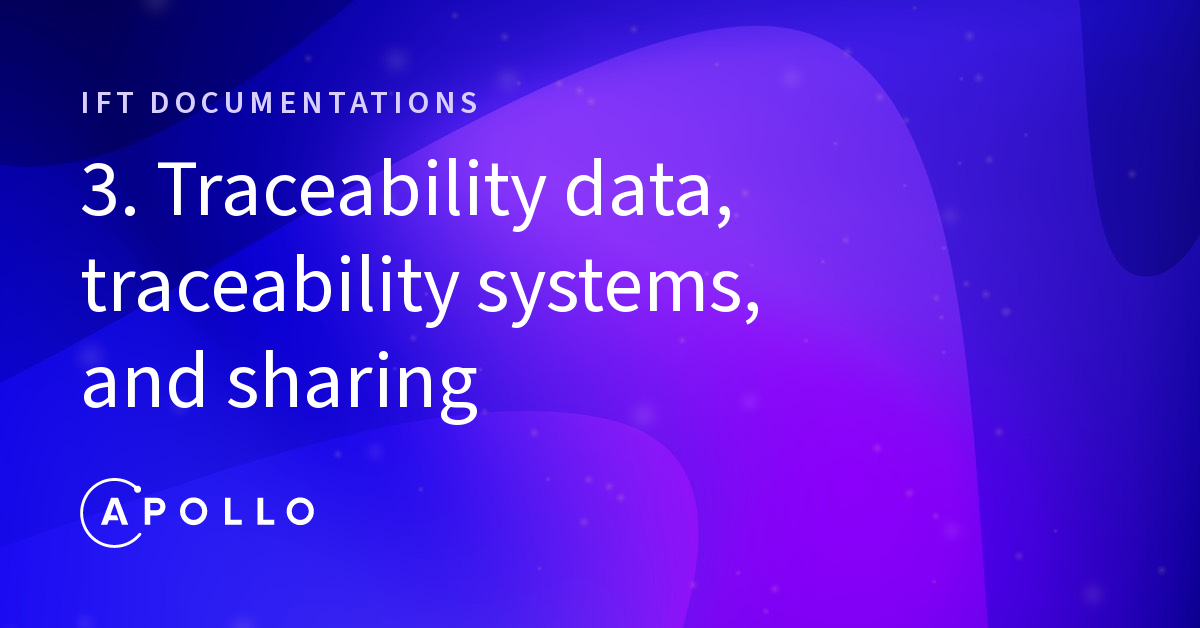 IFT DOCUMENTATIONS
3. Traceability data,
traceability systems,
and sharing
APOLLO